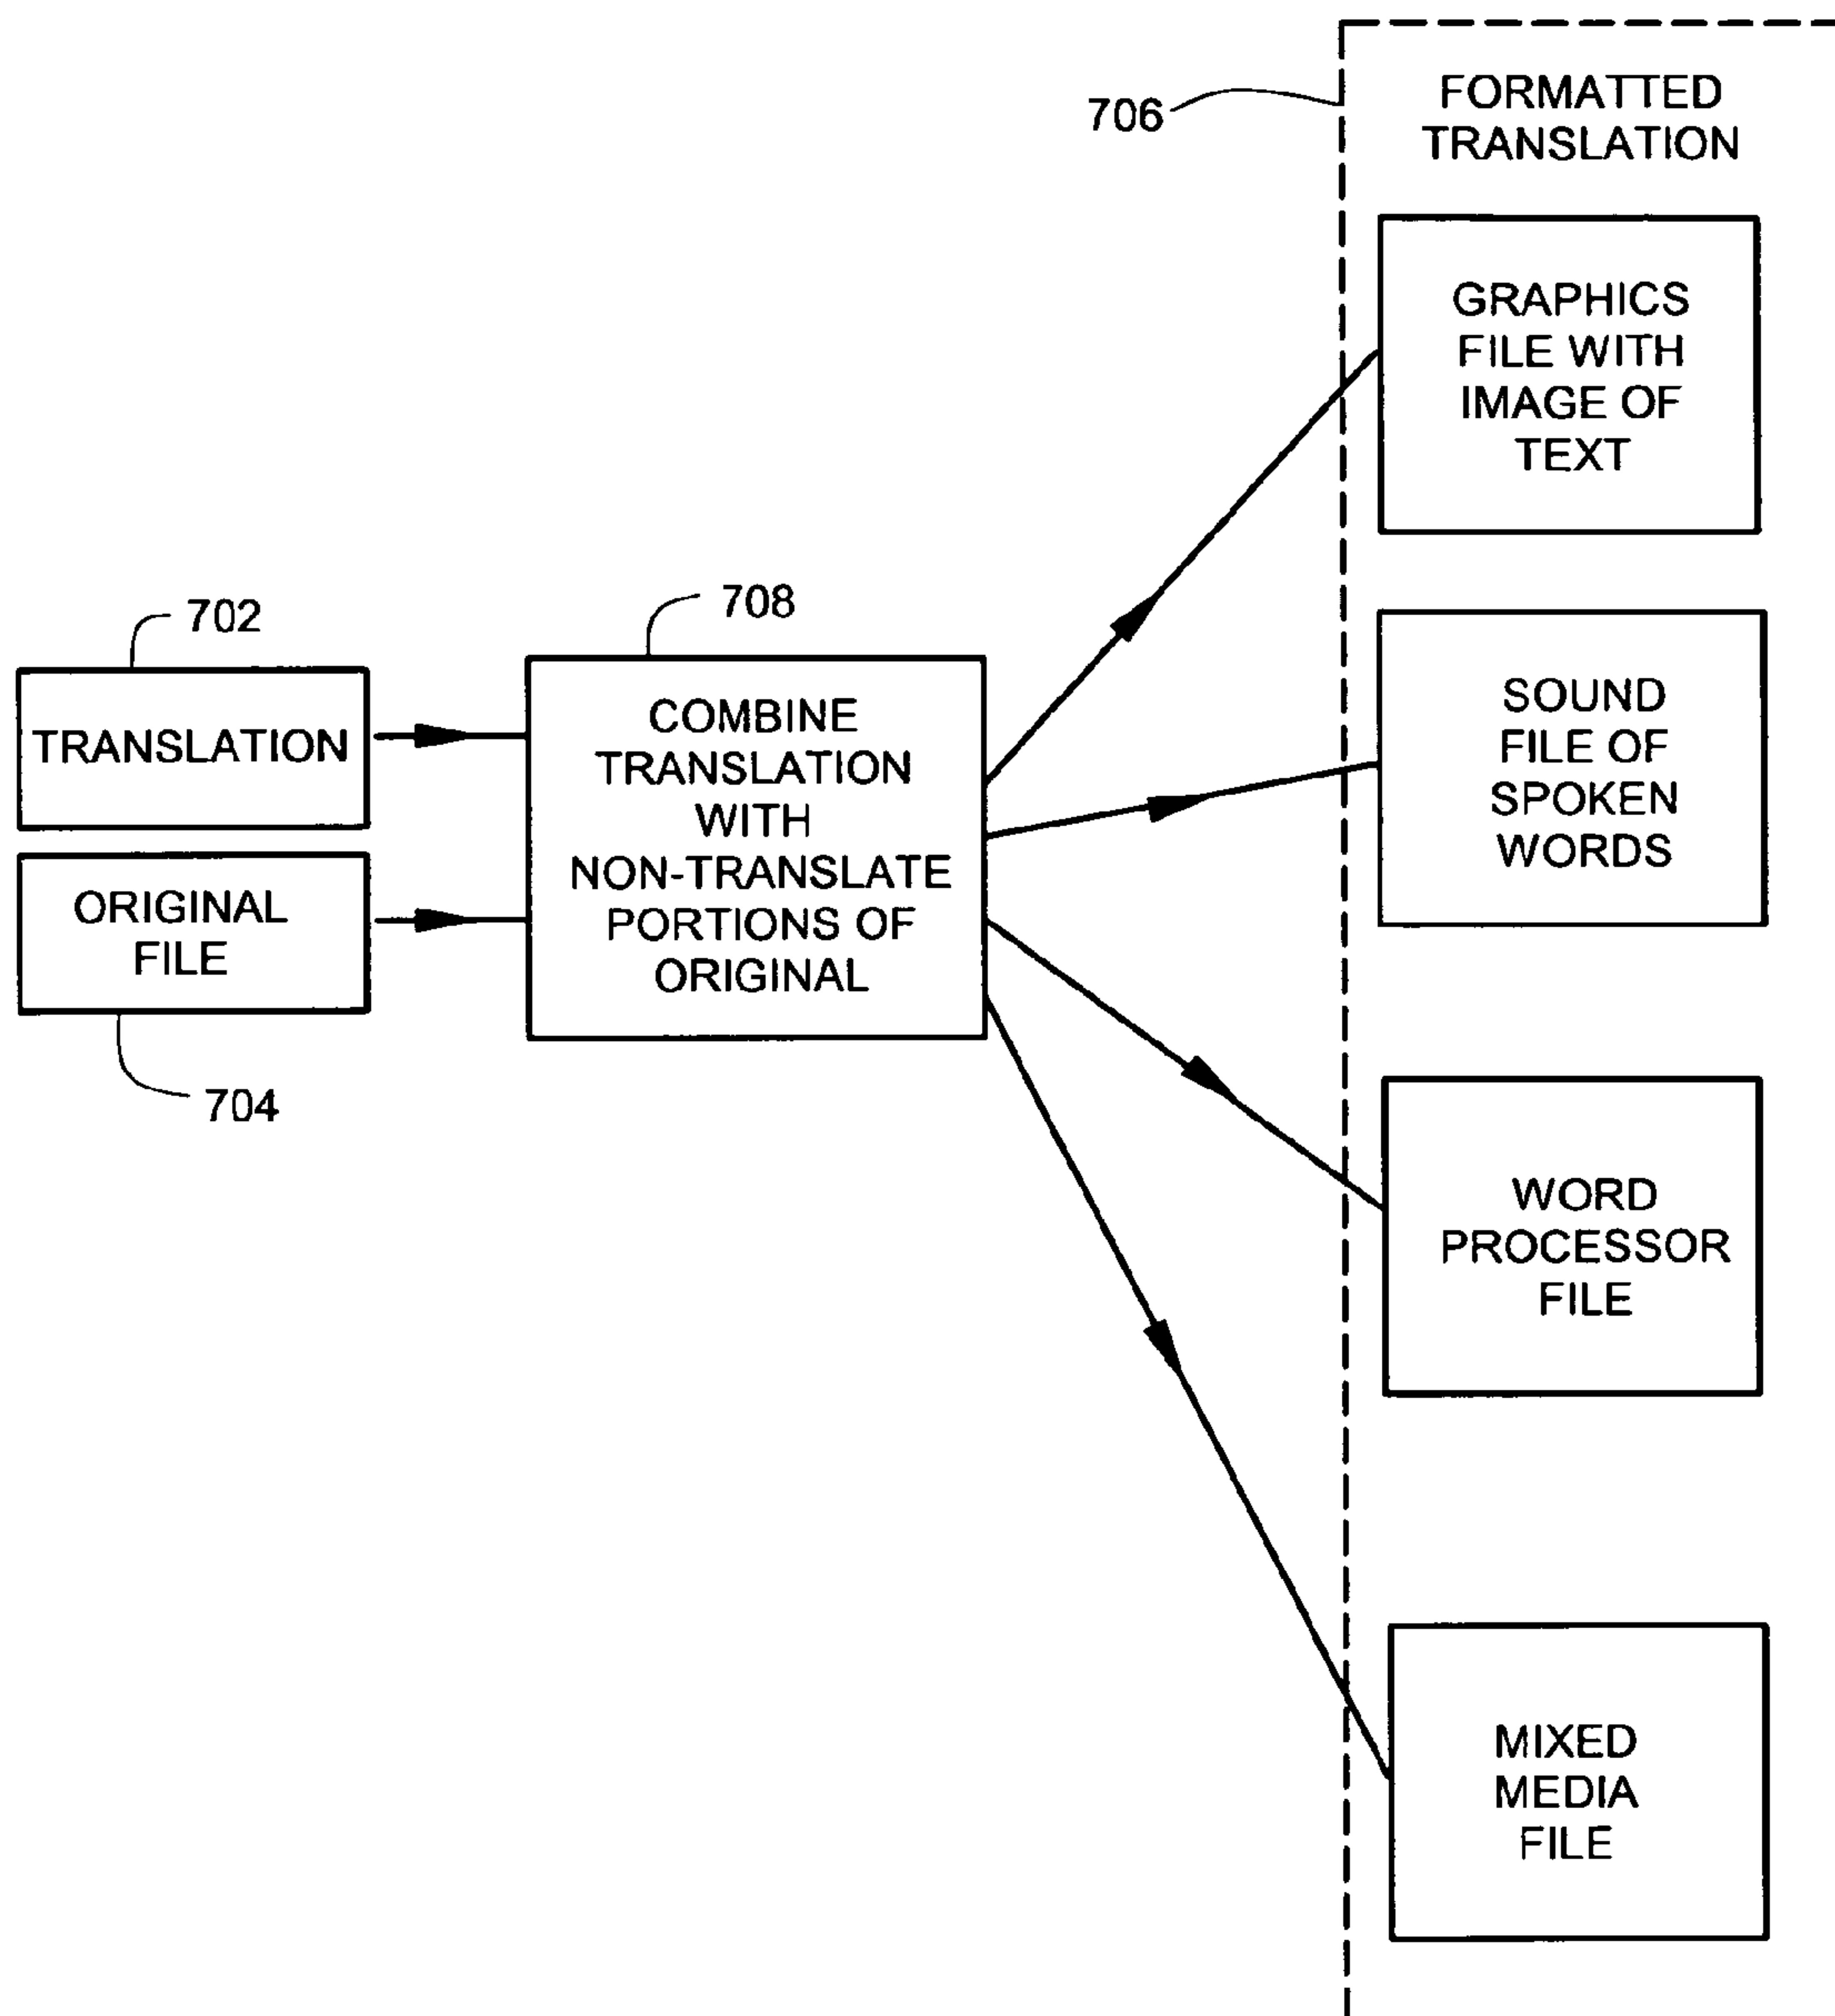 706
FORMATTED
TRANSLATION
GRAPHICS
FILE WITH
IMAGE OF
TEXT
702
TRANSLATION
708
COMBINE
TRANSLATION
WITH
NON-TRANSLATE
PORTIONS OF
ORIGINAL
SOUND
FILE OF
SPOKEN
WORDS
ORIGINAL
FILE
704
WORD
PROCESSOR
FILE
MIXED
MEDIA
FILE